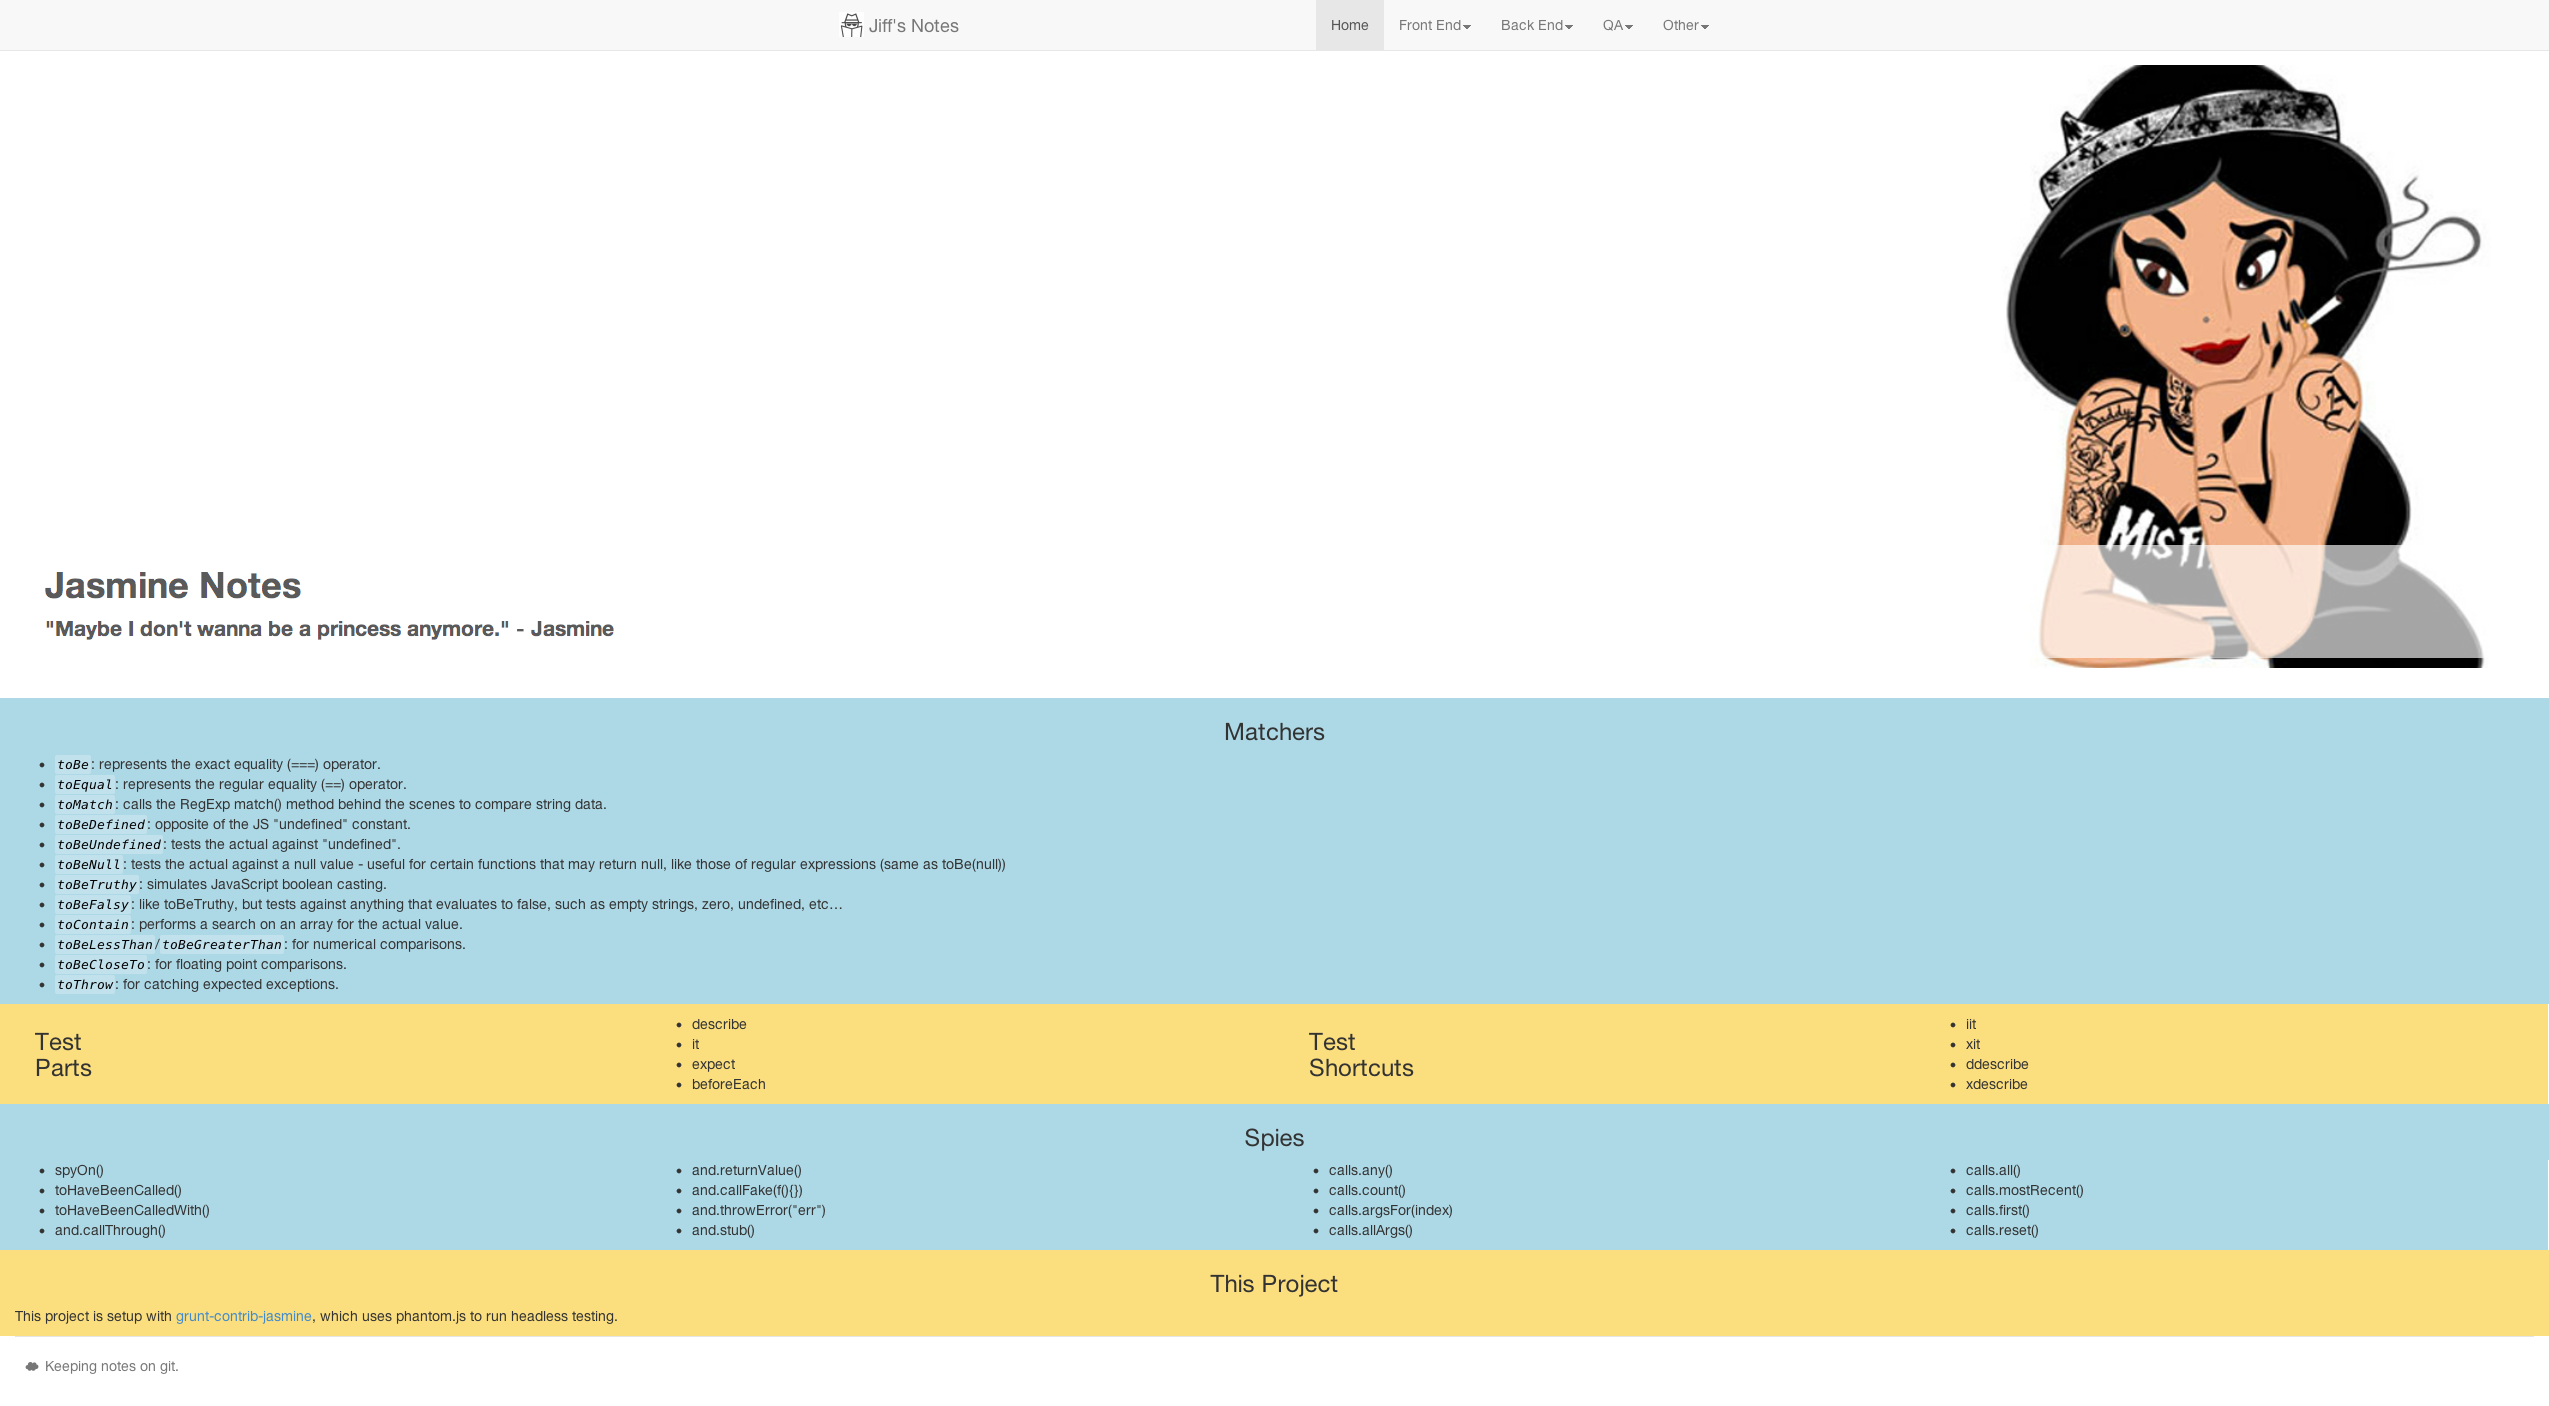 Jiff's Notes
Home Front End Back End QA Other
Daddy
A
MISFI
Jasmine Notes
"Maybe I don't wanna be a princess anymore." - Jasmine
Matchers
toBe: represents the exact equality (===) operator.
toEqual: represents the regular equality (==) operator.
toMatch: calls the RegExp match() method behind the scenes to compare string data.
toBeDefined: opposite of the JS "undefined" constant.
toBeUndefined: tests the actual against "undefined".
toBeNull: tests the actual against a null value - useful for certain functions that may return null, like those of regular expressions (same as toBe(null))
toBeTruthy: simulates JavaScript boolean casting.
toBeFalsy: like toBeTruthy, but tests against anything that evaluates to false, such as empty strings, zero, undefined, etc…
toContain: performs a search on an array for the actual value.
toBeLessThan/toBeGreaterThan: for numerical comparisons.
toBeCloseTo: for floating point comparisons.
toThrow: for catching expected exceptions.
Test
Parts
describe
it
expect
beforeEach
Test
Shortcuts
iit
xit
ddescribe
xdescribe
Spies
spyOn()
toHaveBeenCalled()
toHaveBeenCalledWith()
and.callThrough()
and.returnValue()
and.callFake(f(){})
and.throwError("err")
and.stub()
calls.any()
calls.count()
calls.argsFor(index)
calls.allArgs()
calls.all()
calls.mostRecent()
calls.first()
calls.reset()
This Project
This project is setup with grunt-contrib-jasmine, which uses phantom.js to run headless testing.
Keeping notes on git.